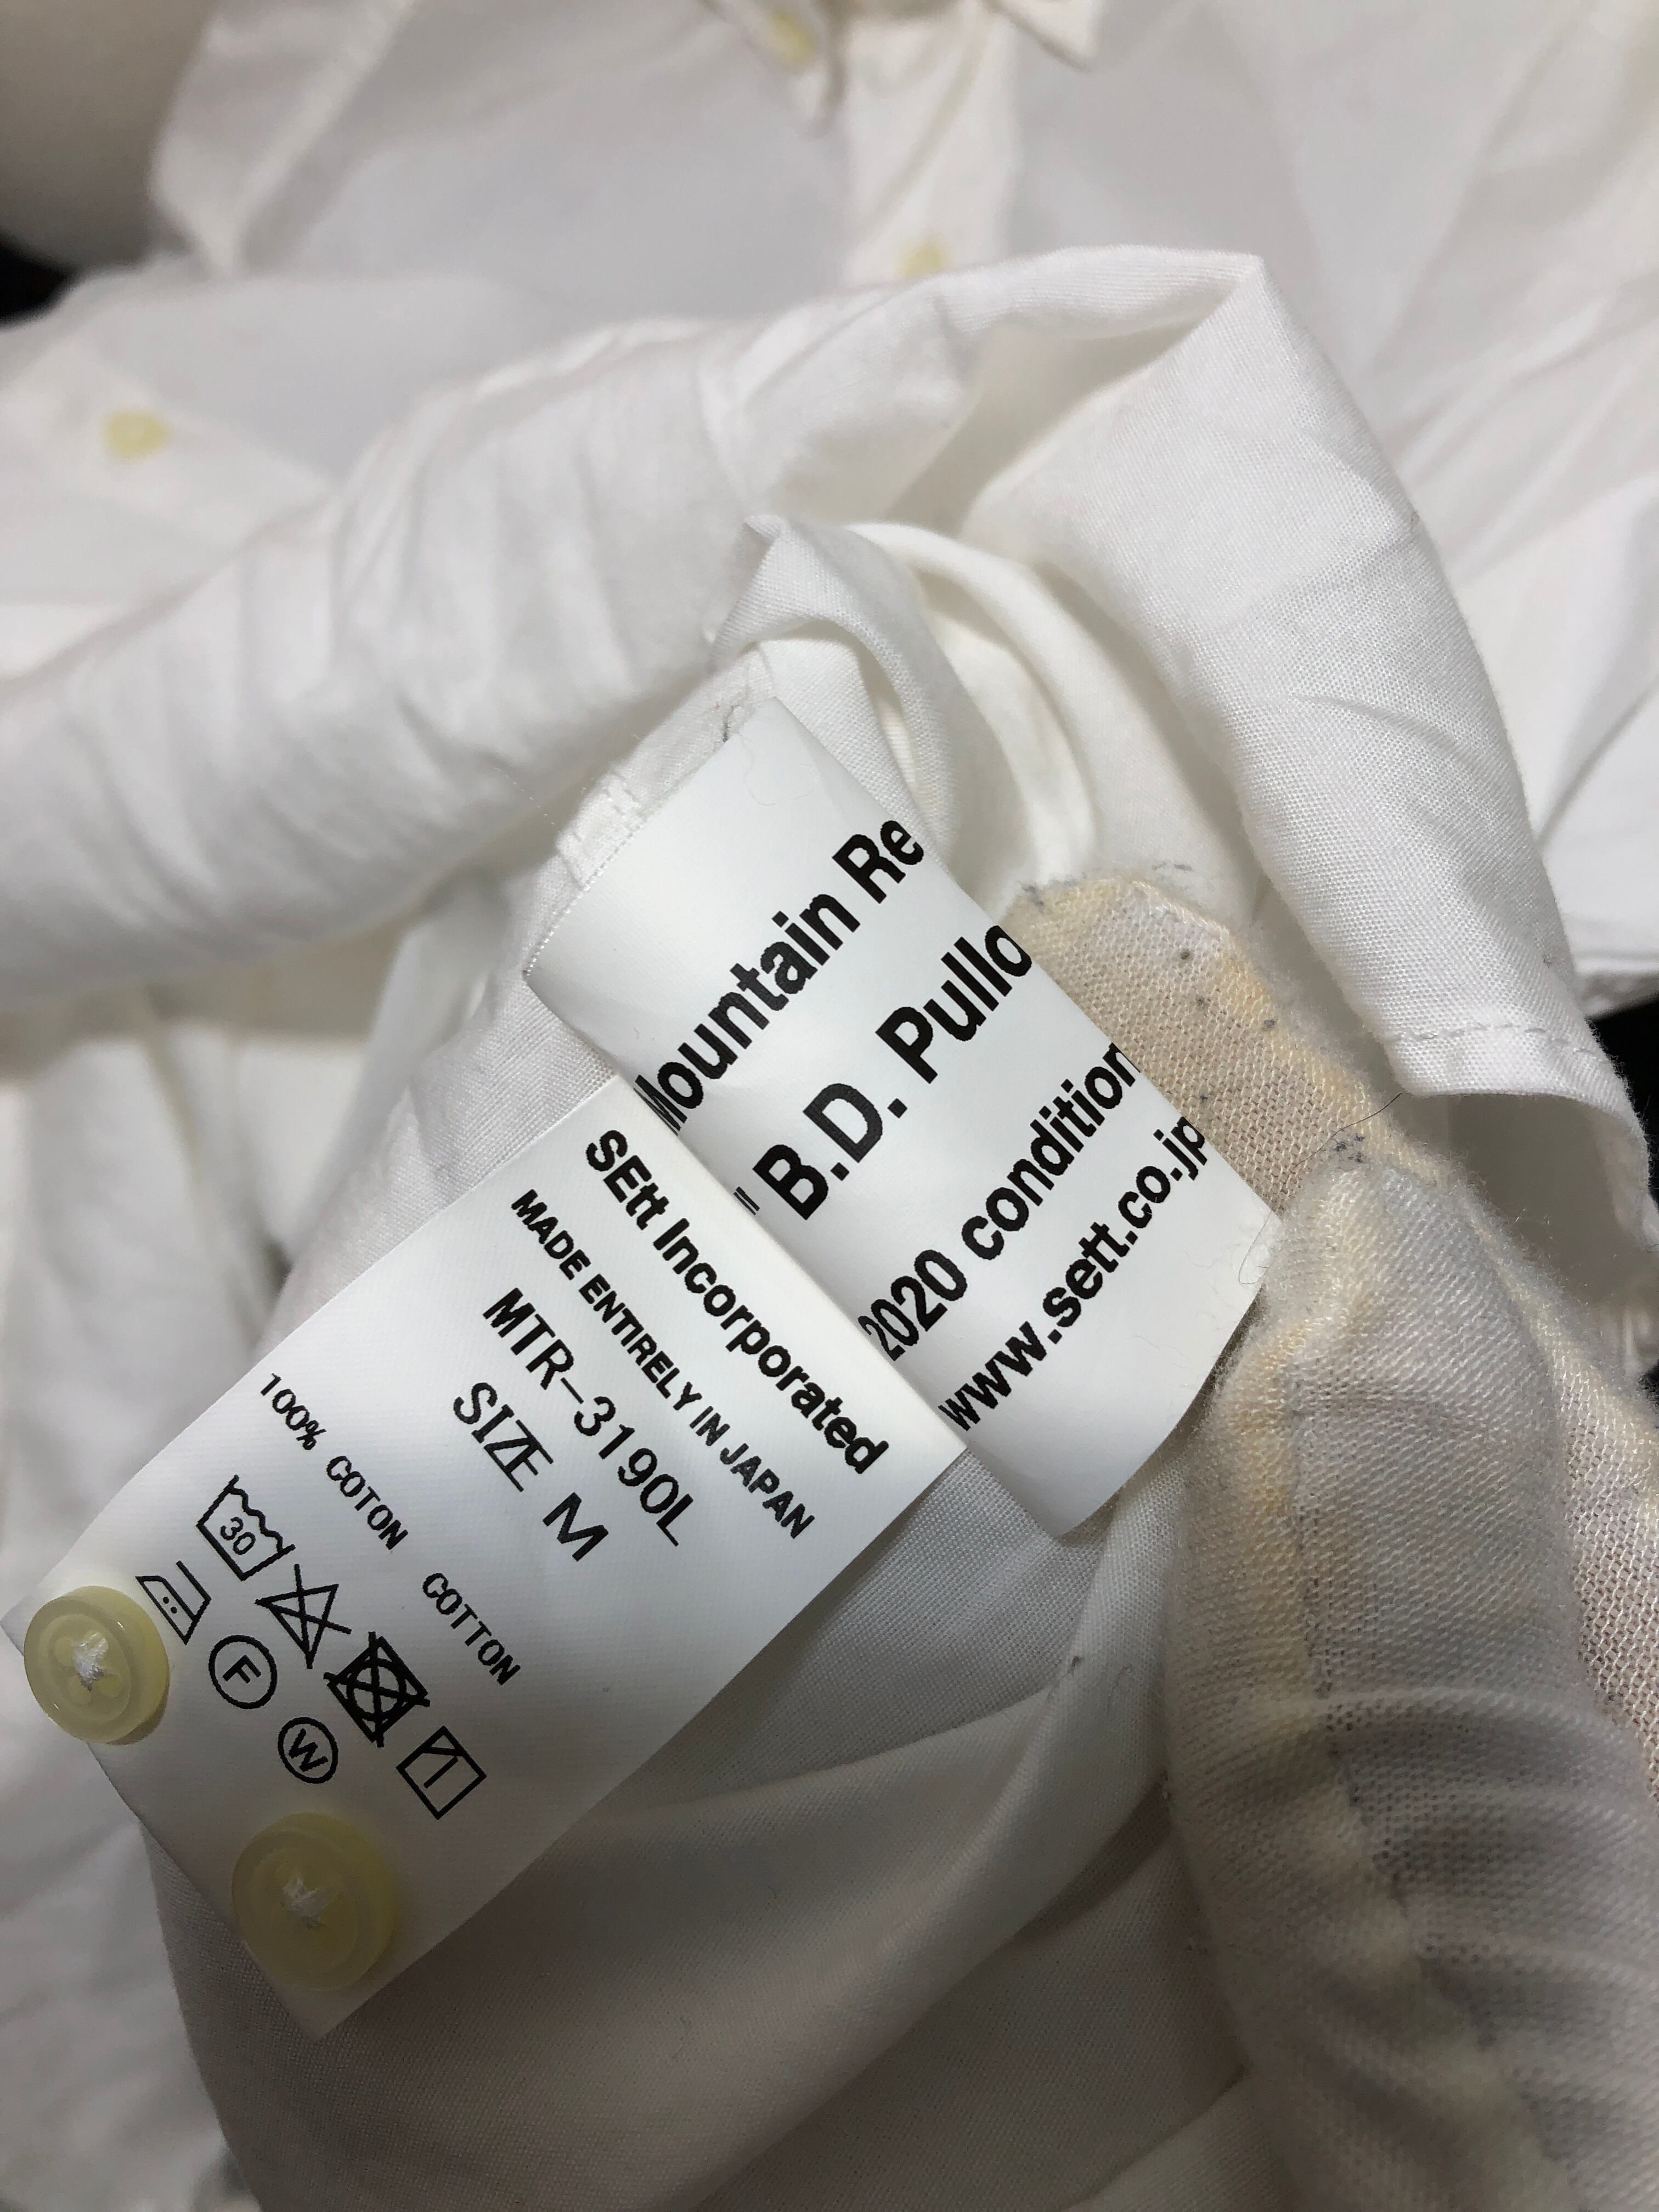 Mountain Re
"B.D. Pullo
2020 condition
www.sett.co.jp
SEtt Incorporated
MADE ENTIRELY IN JAPAN
MTR-3190L
SIZE M
100% COTON COTTON
30
F
W